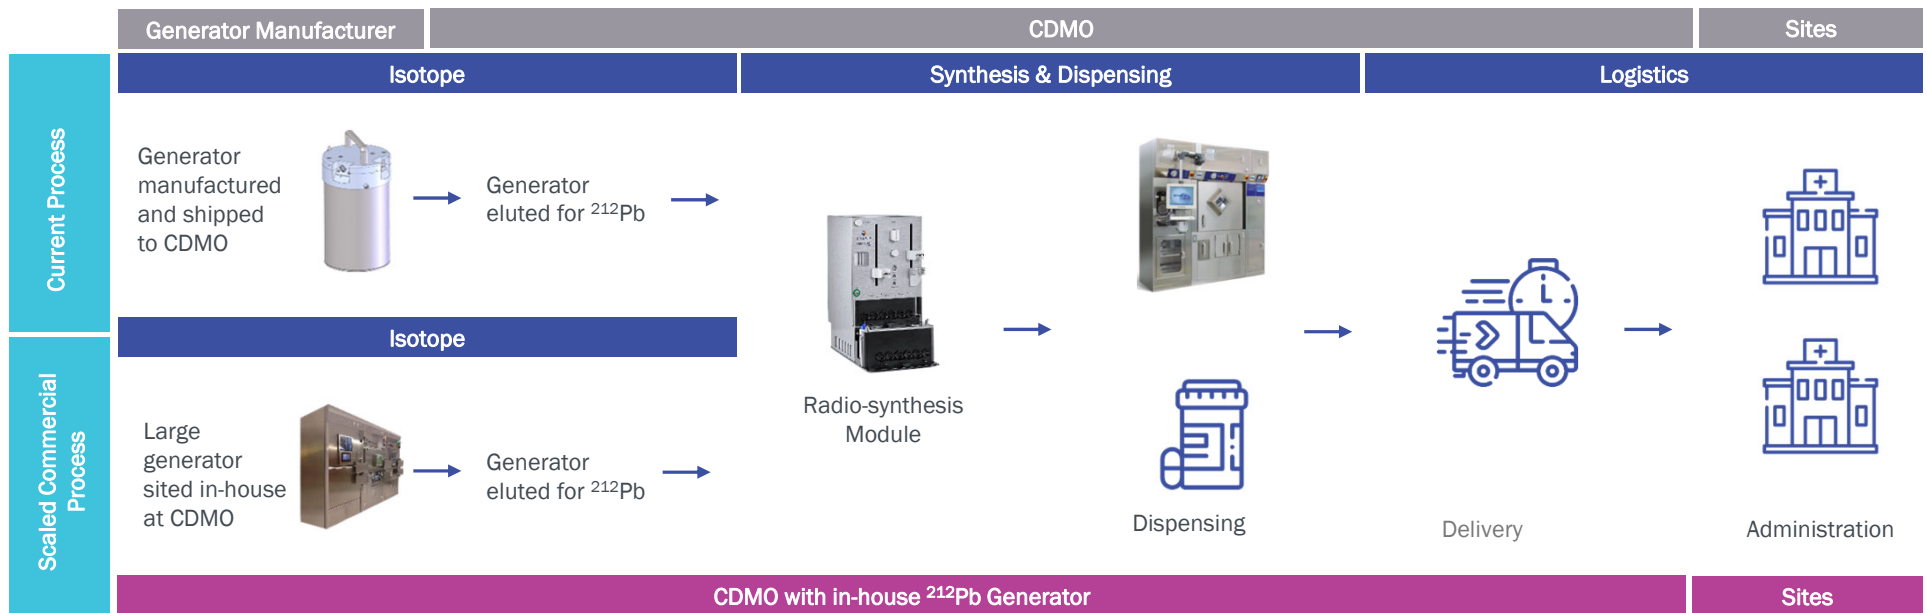 Generator Manufacturer
CDMO
Sites
Isotope
Synthesis & Dispensing
Logistics
Current Process
Generator
manufactured
and shipped
to CDMO
Generator
eluted for ²¹²Pb
Isotope
Scaled Commercial
Process
Large
generator
sited in-house
at CDMO
Generator
eluted for ²¹²Pb
Radio-synthesis
Module
Dispensing
Delivery
Administration
CDMO with in-house ²¹²Pb Generator
Sites